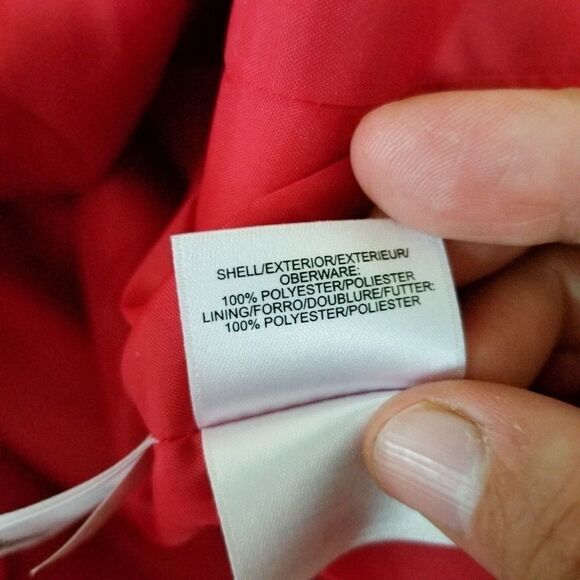 SHELL/EXTERIOR/EXTERIEUR/
OBERWARE:
100% POLYESTER/POLIESTER
LINING/FORRO/DOUBLURE/FUTTER:
100% POLYESTER/POLIESTER